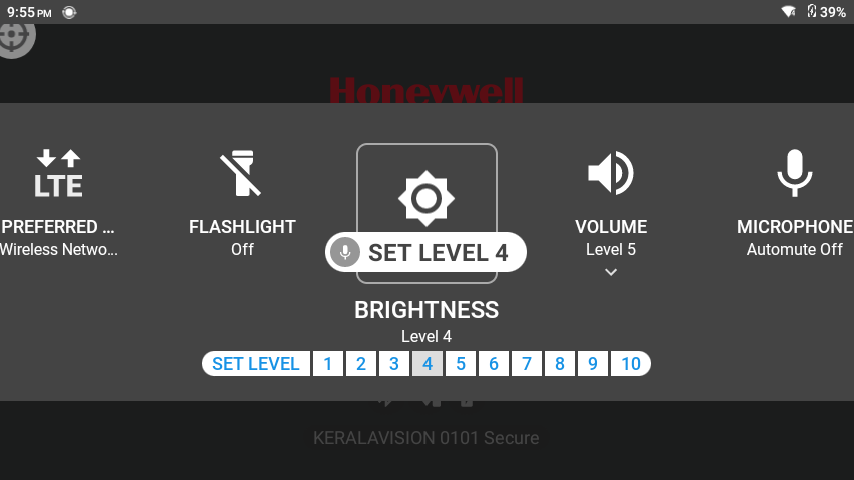 9:55 PM
39%
Honeywell
LTE
PREFERRED ...
Wireless Netwo...
FLASHLIGHT
Off
SET LEVEL 4
VOLUME
Level 5
MICROPHONE
Automute Off
BRIGHTNESS
Level 4
SET LEVEL 1 2 3 4 5 6 7 8 9 10
KERALAVISION 0101 Secure